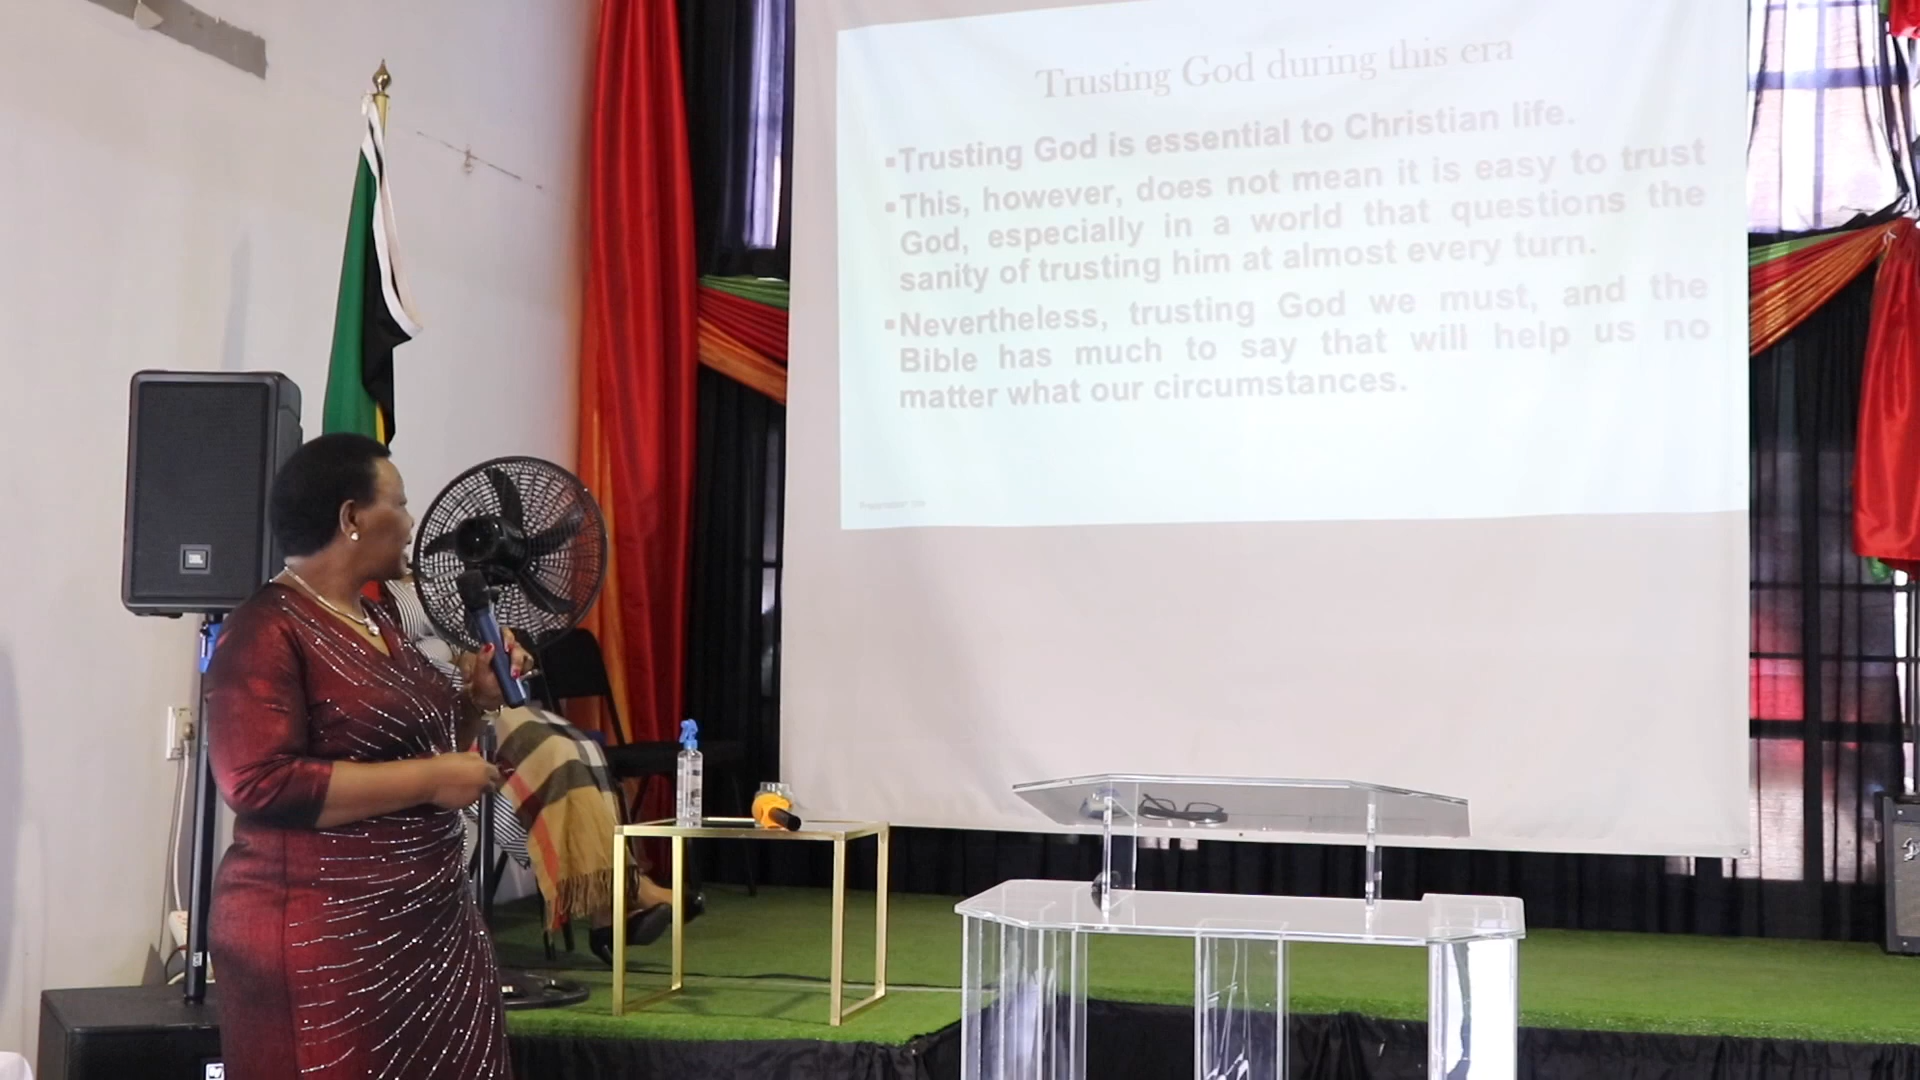 Trusting God during this era
▪Trusting God is essential to Christian life.
▪This, however, does not mean it is easy to trust
God, especially in a world that questions the
sanity of trusting him at almost every turn.
▪Nevertheless, trusting God we must, and the
Bible has much to say that will help us no
matter what our circumstances.
JBL